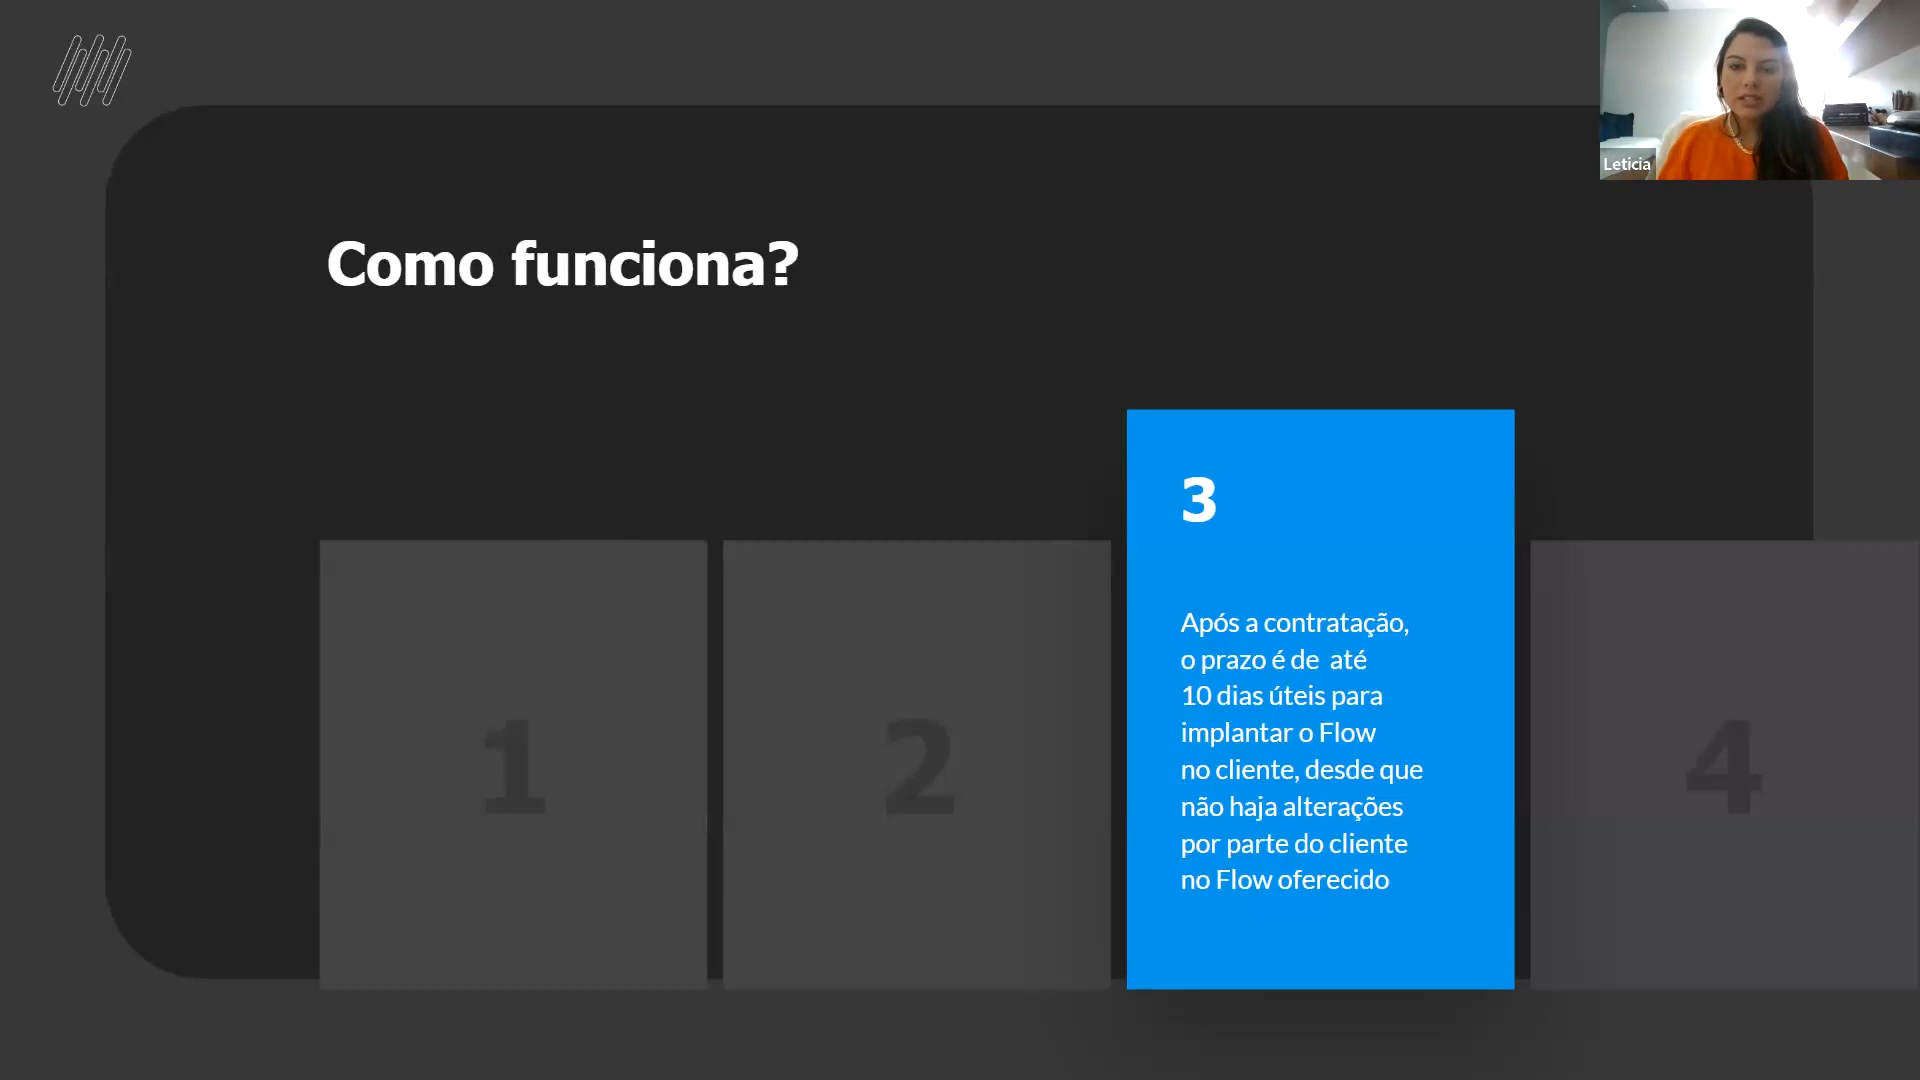 Leticia
Como funciona?
1
2
3
Após a contratação,
o prazo é de  até
10 dias úteis para
implantar o Flow
no cliente, desde que
não haja alterações
por parte do cliente
no Flow oferecido
4